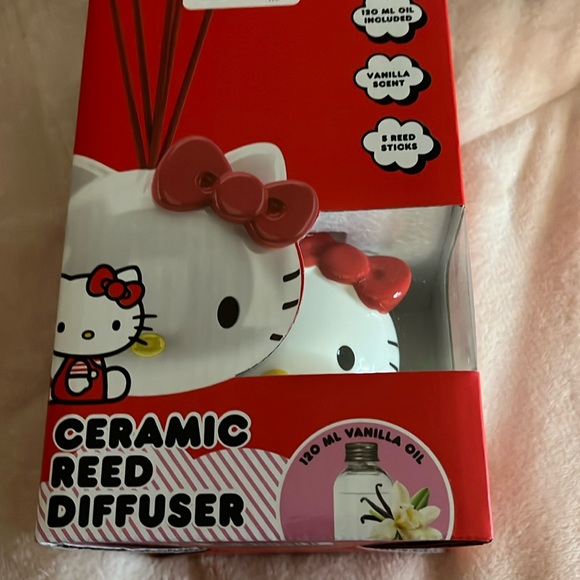 120 ML OIL
INCLUDED
VANILLA
SCENT
5 REED
STICKS
CERAMIC
REED
DIFFUSER
120 ML VANILLA OIL